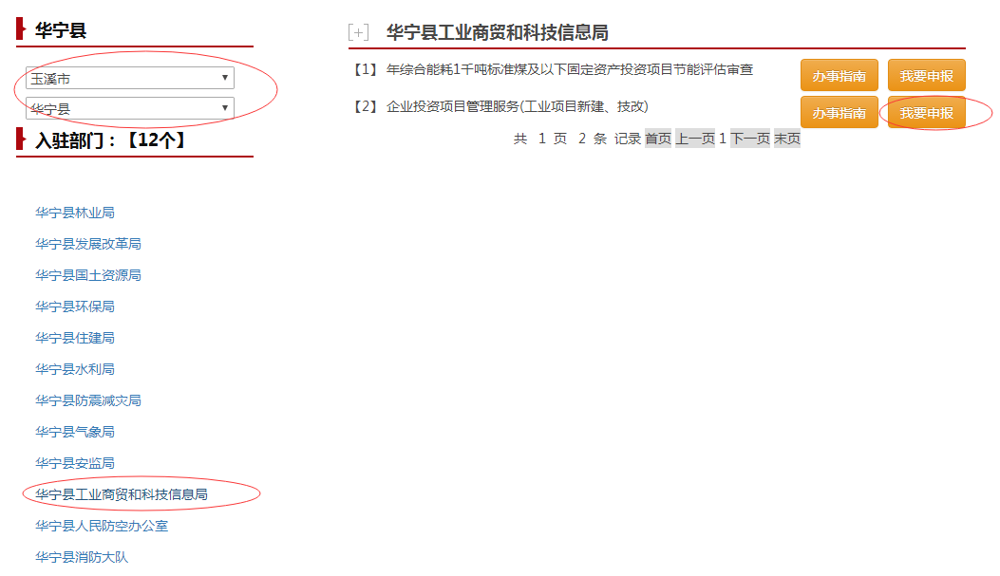 华宁县
玉溪市
华宁县
入驻部门：【12个】
华宁县林业局
华宁县发展改革局
华宁县国土资源局
华宁县环保局
华宁县住建局
华宁县水利局
华宁县防震减灾局
华宁县气象局
华宁县安监局
华宁县工业商贸和科技信息局
华宁县人民防空办公室
华宁县消防大队
[+] 华宁县工业商贸和科技信息局
【1】 年综合能耗1千吨标准煤及以下固定资产投资项目节能评估审查 办事指南 我要申报
【2】 企业投资项目管理服务(工业项目新建、技改) 办事指南 我要申报
共 1 页 2 条 记录 首页 上一页 1 下一页 末页